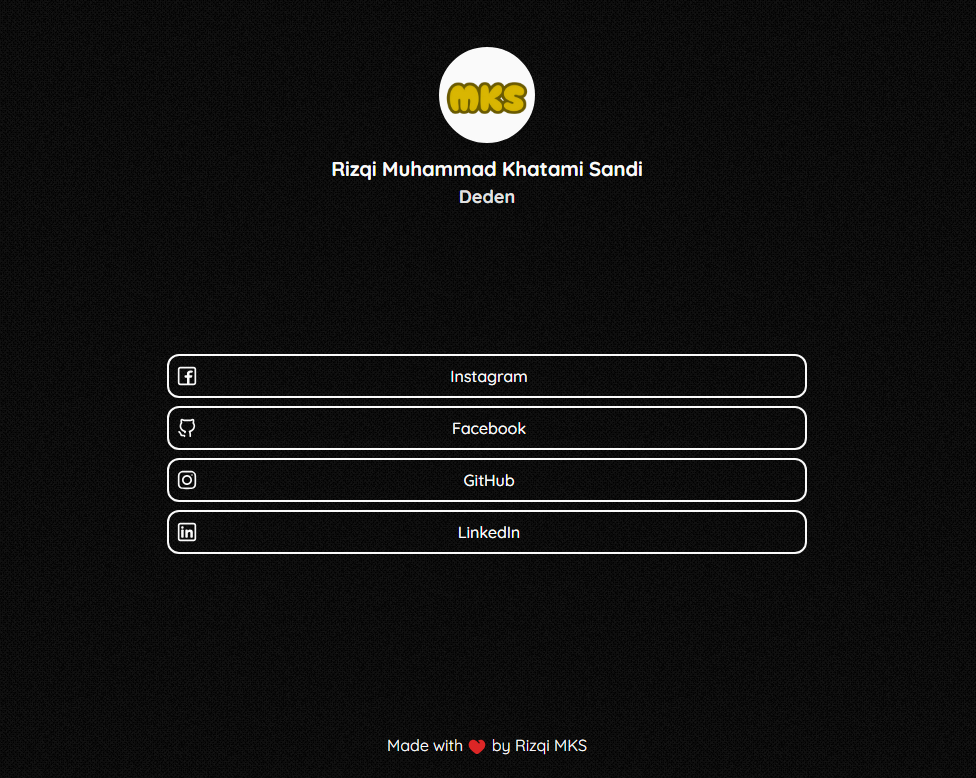 MKS
Rizqi Muhammad Khatami Sandi
Deden
Instagram
Facebook
GitHub
LinkedIn
Made with ❤ by Rizqi MKS